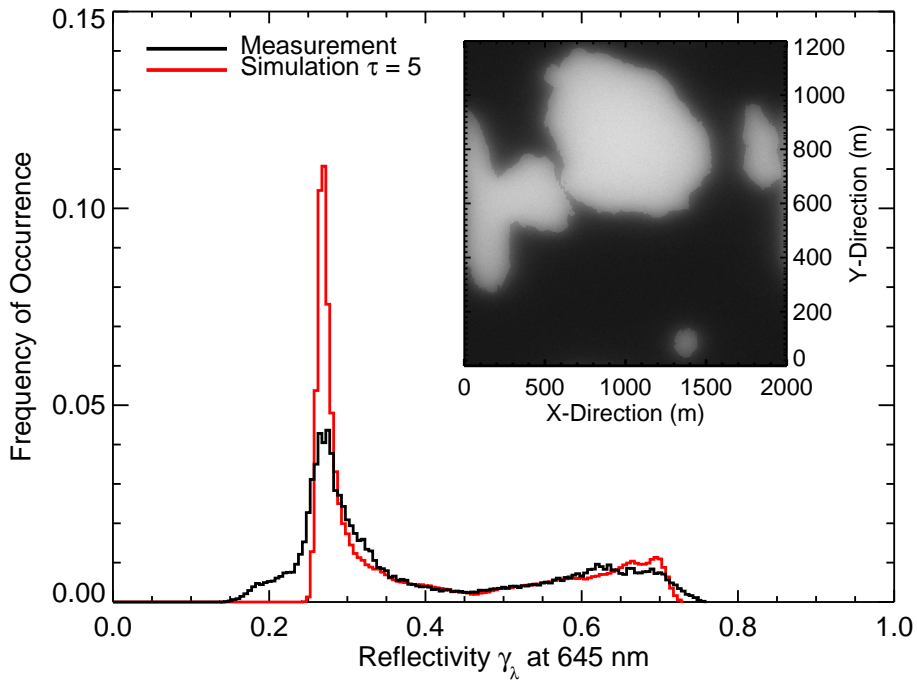 0.15
Measurement
Simulation τ = 5
1200
1000
800
600
400
200
0
Y-Direction (m)
0 500 1000 1500 2000
X-Direction (m)
0.10
0.05
0.00
Frequency of Occurrence
0.0 0.2 0.4 0.6 0.8 1.0
Reflectivity γλ at 645 nm